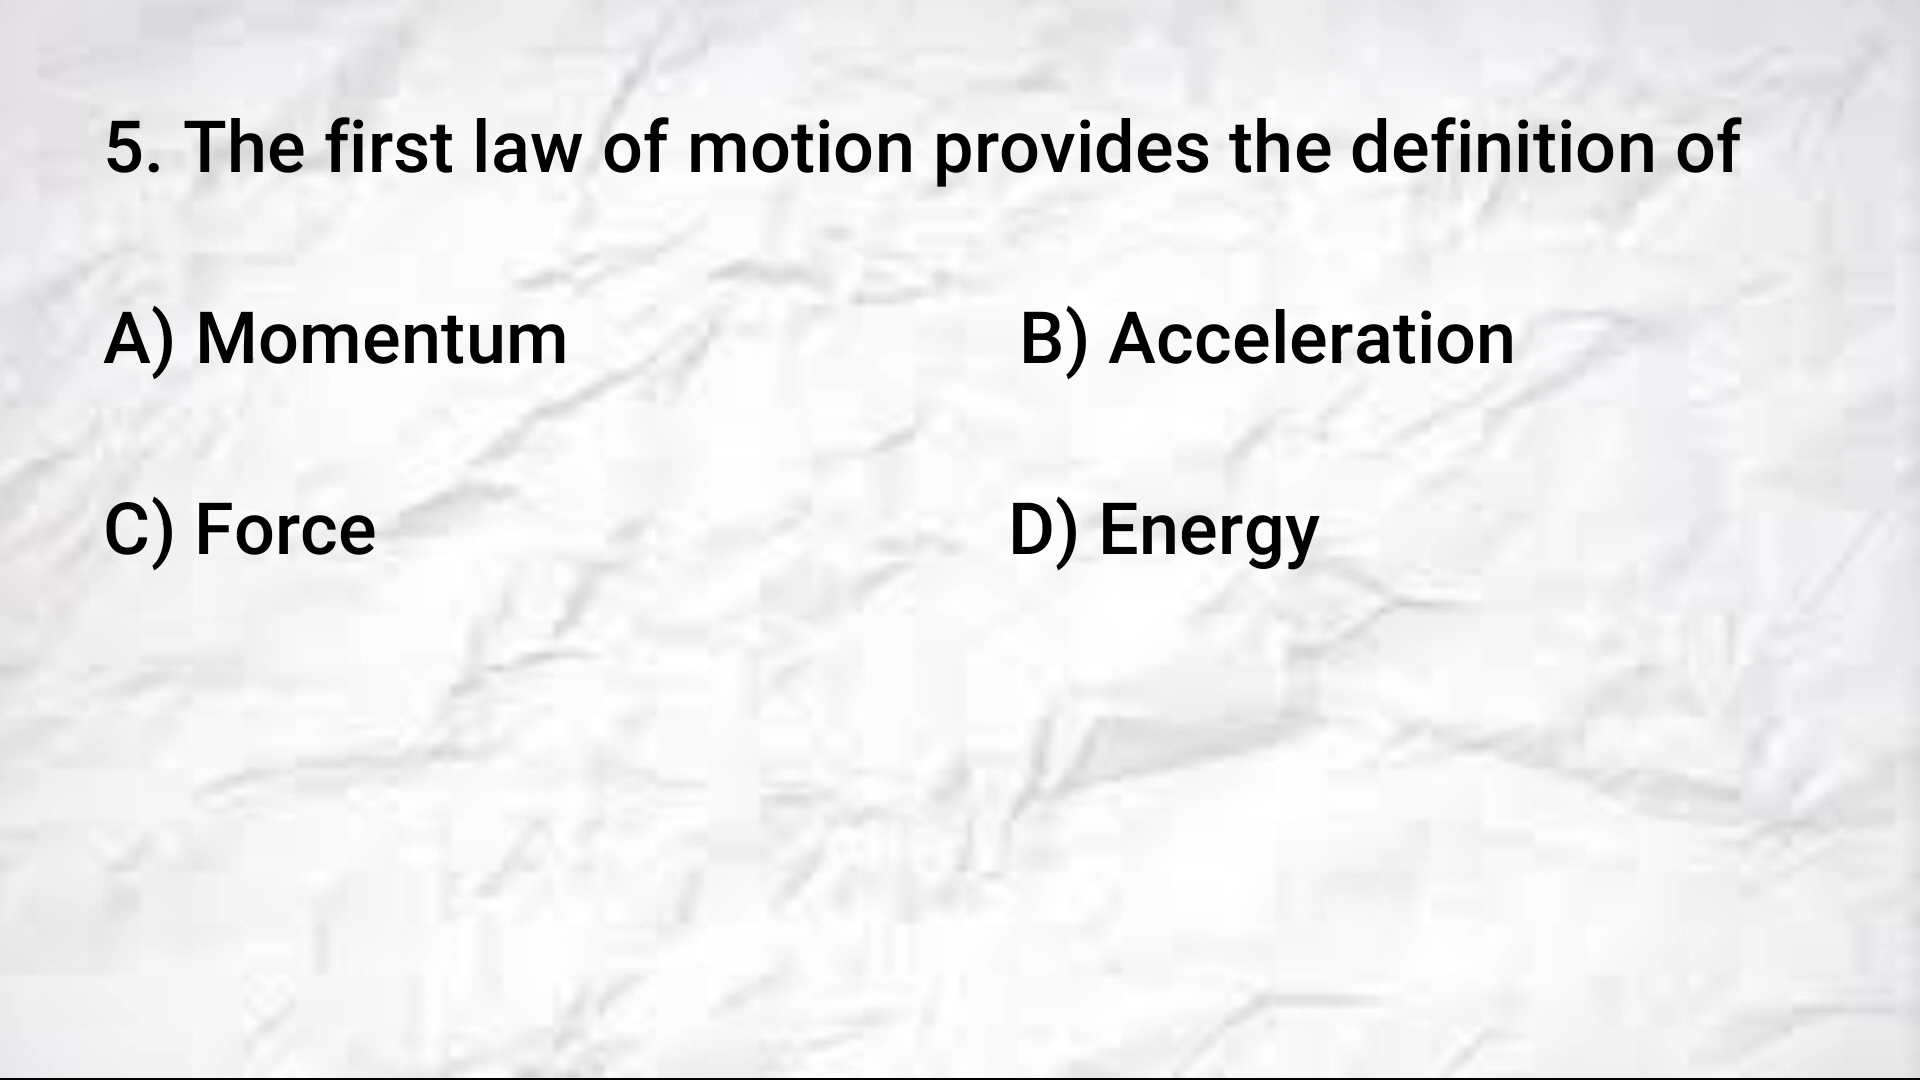 5. The first law of motion provides the definition of
A) Momentum B) Acceleration
C) Force D) Energy